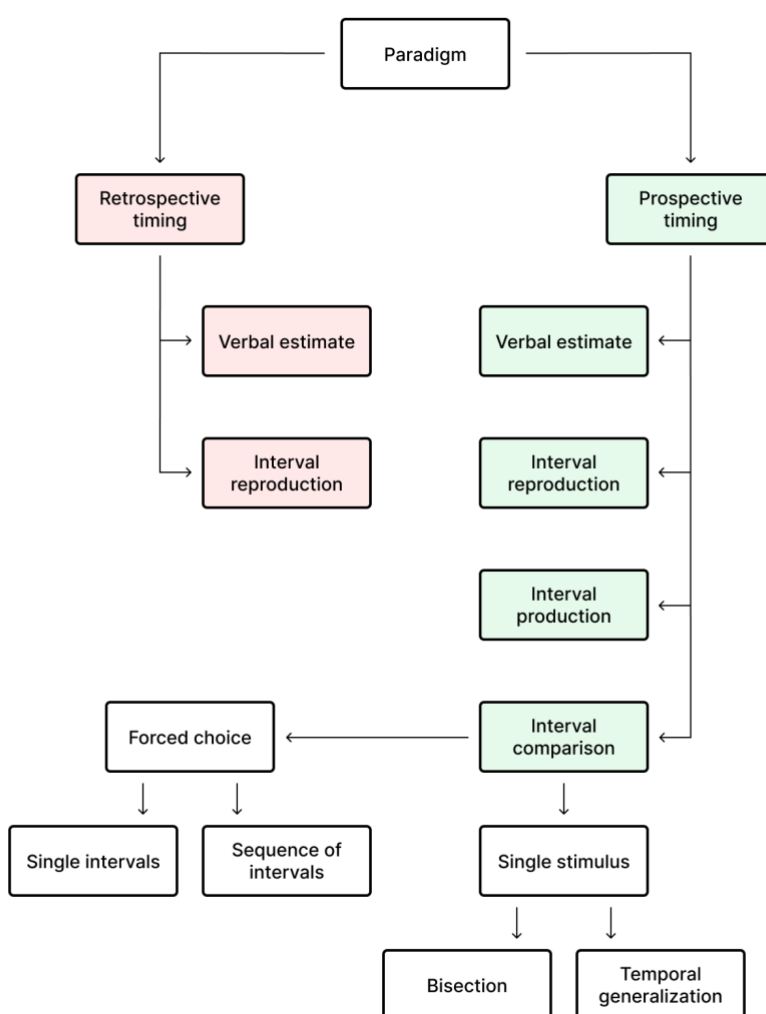 Paradigm
Retrospective
timing
Prospective
timing
Verbal estimate
Verbal estimate
Interval
reproduction
Interval
reproduction
Interval
production
Forced choice
Interval
comparison
Single intervals
Sequence of
intervals
Single stimulus
Bisection
Temporal
generalization